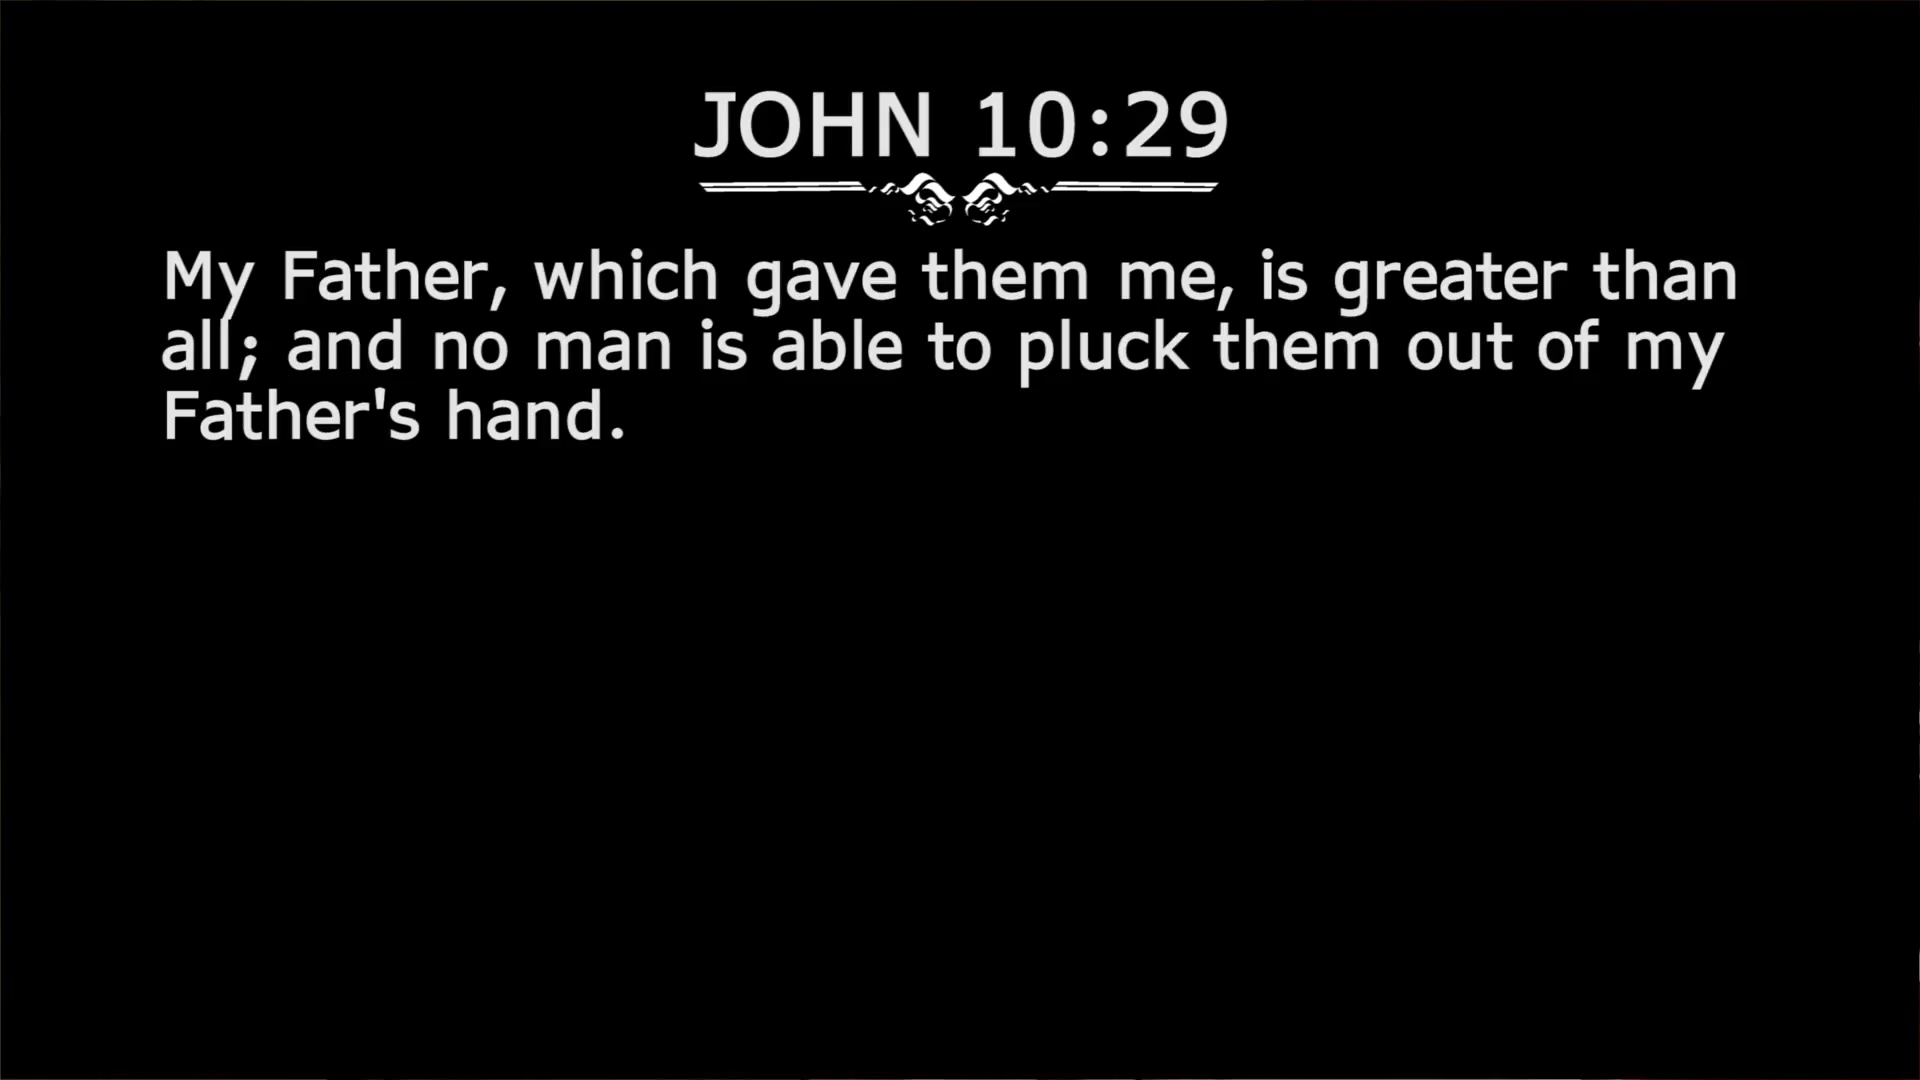 JOHN 10:29
My Father, which gave them me, is greater than
all; and no man is able to pluck them out of my
Father's hand.